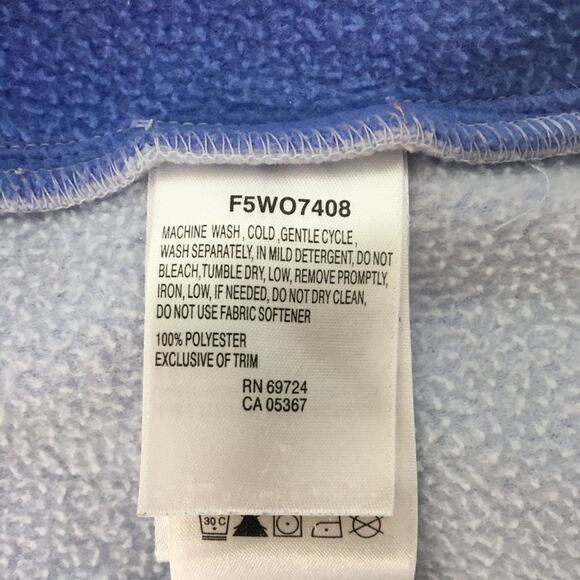 F5WO7408
MACHINE WASH , COLD , GENTLE CYCLE ,
WASH SEPARATELY, IN MILD DETERGENT, DO NOT
BLEACH, TUMBLE DRY, LOW, REMOVE PROMPTLY,
IRON, LOW, IF NEEDED, DO NOT DRY CLEAN,
DO NOT USE FABRIC SOFTENER
100% POLYESTER
EXCLUSIVE OF TRIM
RN 69724
CA 05367
30 C